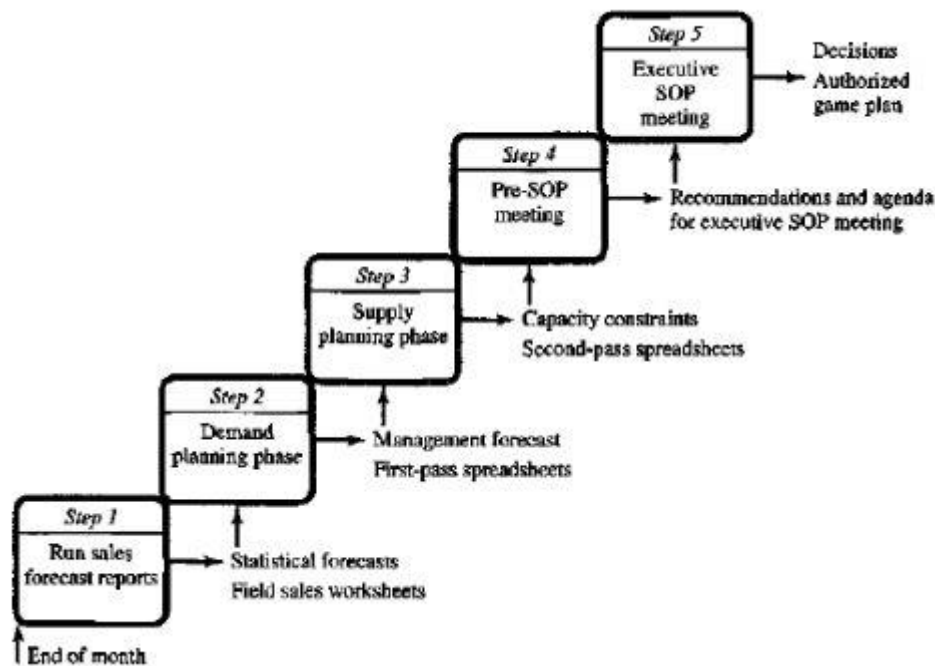 Step 5
Executive
SOP
meeting
Decisions
Authorized
game plan
Step 4
Pre-SOP
meeting
Recommendations and agenda
for executive SOP meeting
Step 3
Supply
planning phase
Capacity constraints
Second-pass spreadsheets
Step 2
Demand
planning phase
Management forecast
First-pass spreadsheets
Step 1
Run sales
forecast reports
Statistical forecasts
Field sales worksheets
End of month